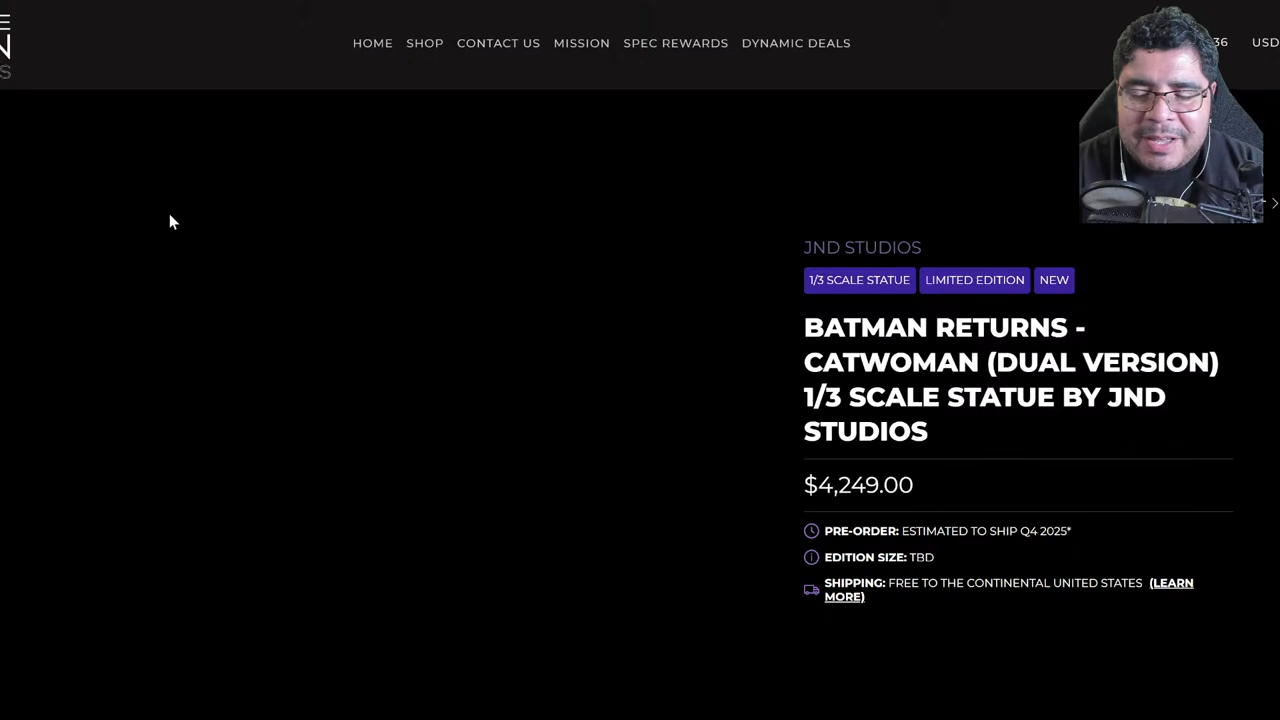 HOME SHOP CONTACT US MISSION SPEC REWARDS DYNAMIC DEALS
36 USD
JND STUDIOS
1/3 SCALE STATUE LIMITED EDITION NEW
BATMAN RETURNS -
CATWOMAN (DUAL VERSION)
1/3 SCALE STATUE BY JND
STUDIOS
$4,249.00
PRE-ORDER: ESTIMATED TO SHIP Q4 2025*
EDITION SIZE: TBD
SHIPPING: FREE TO THE CONTINENTAL UNITED STATES (LEARN
MORE)